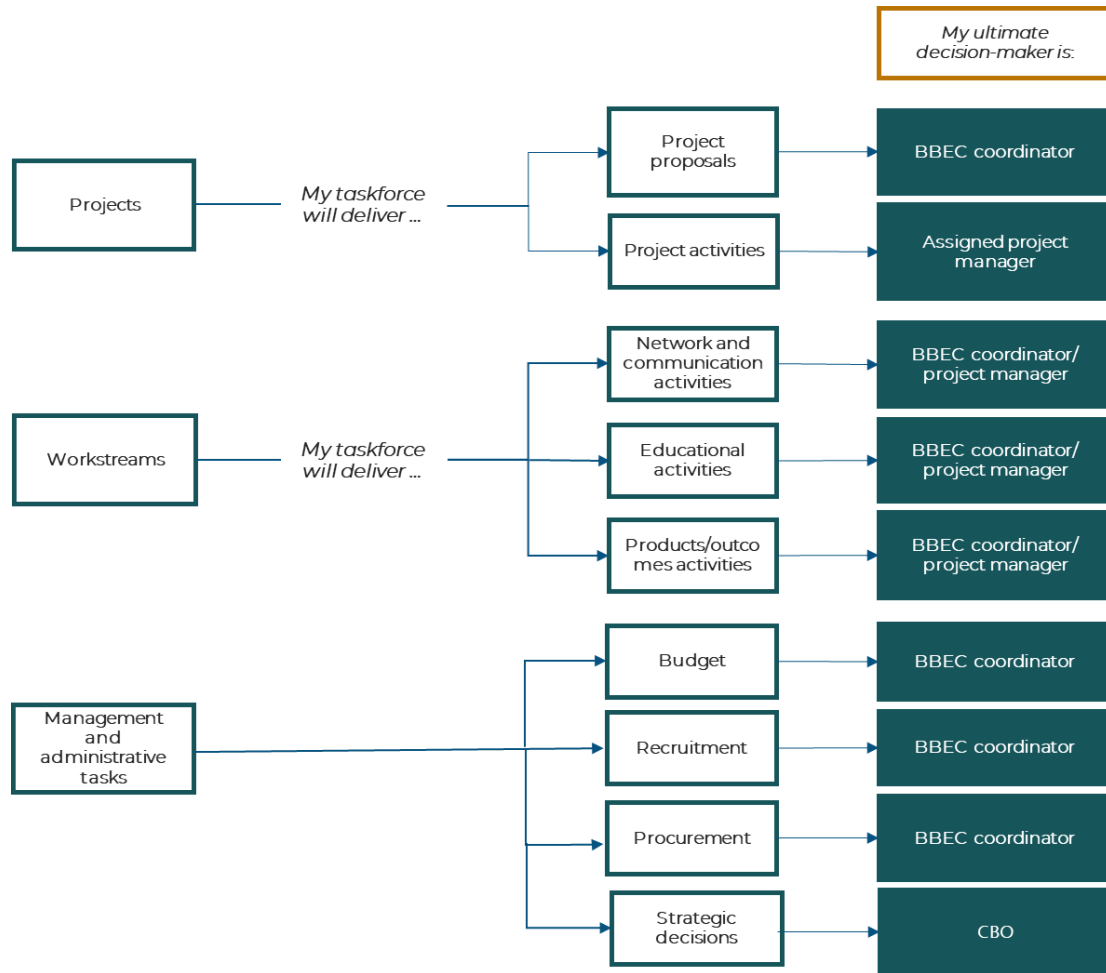 My ultimate
decision-maker is:
Project
proposals
BBEC coordinator
Projects
My taskforce
will deliver ...
Project activities
Assigned project
manager
Network and
communication
activities
BBEC coordinator/
project manager
Workstreams
My taskforce
will deliver ...
Educational
activities
BBEC coordinator/
project manager
Products/outco
mes activities
BBEC coordinator/
project manager
Budget
BBEC coordinator
Management
and
administrative
tasks
Recruitment
BBEC coordinator
Procurement
BBEC coordinator
Strategic
decisions
CBO